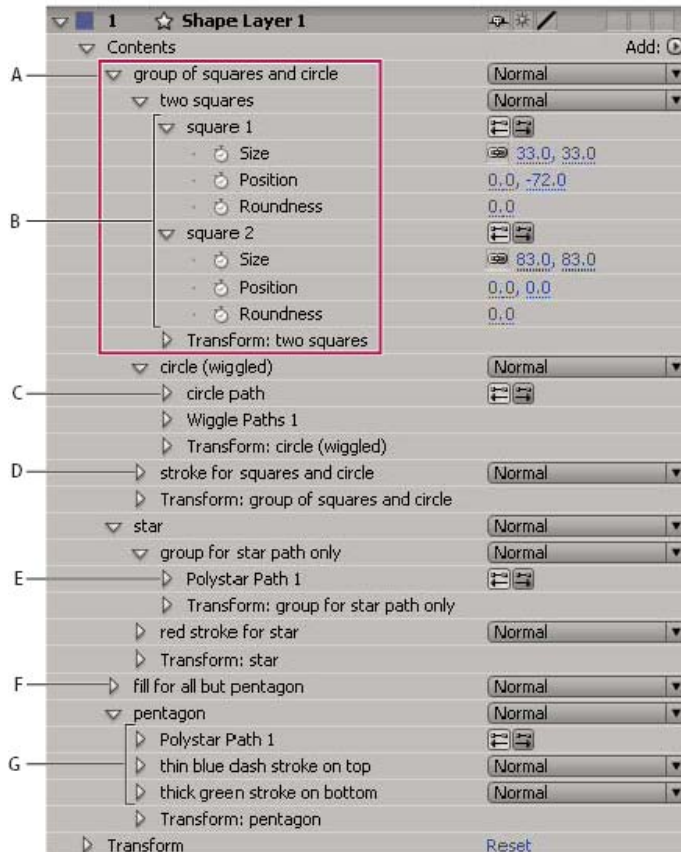 1 Shape Layer 1
Contents Add:
A group of squares and circle Normal
two squares Normal
square 1
Size 33.0, 33.0
Position 0.0, -72.0
Roundness 0.0
B
square 2
Size 83.0, 83.0
Position 0.0, 0.0
Roundness 0.0
Transform: two squares
circle (wiggled) Normal
C circle path
Wiggle Paths 1
Transform: circle (wiggled)
D stroke for squares and circle Normal
Transform: group of squares and circle
star Normal
group for star path only Normal
E Polystar Path 1
Transform: group for star path only
red stroke for star Normal
Transform: star
F fill for all but pentagon Normal
pentagon Normal
Polystar Path 1
G thin blue dash stroke on top Normal
thick green stroke on bottom Normal
Transform: pentagon
Transform Reset